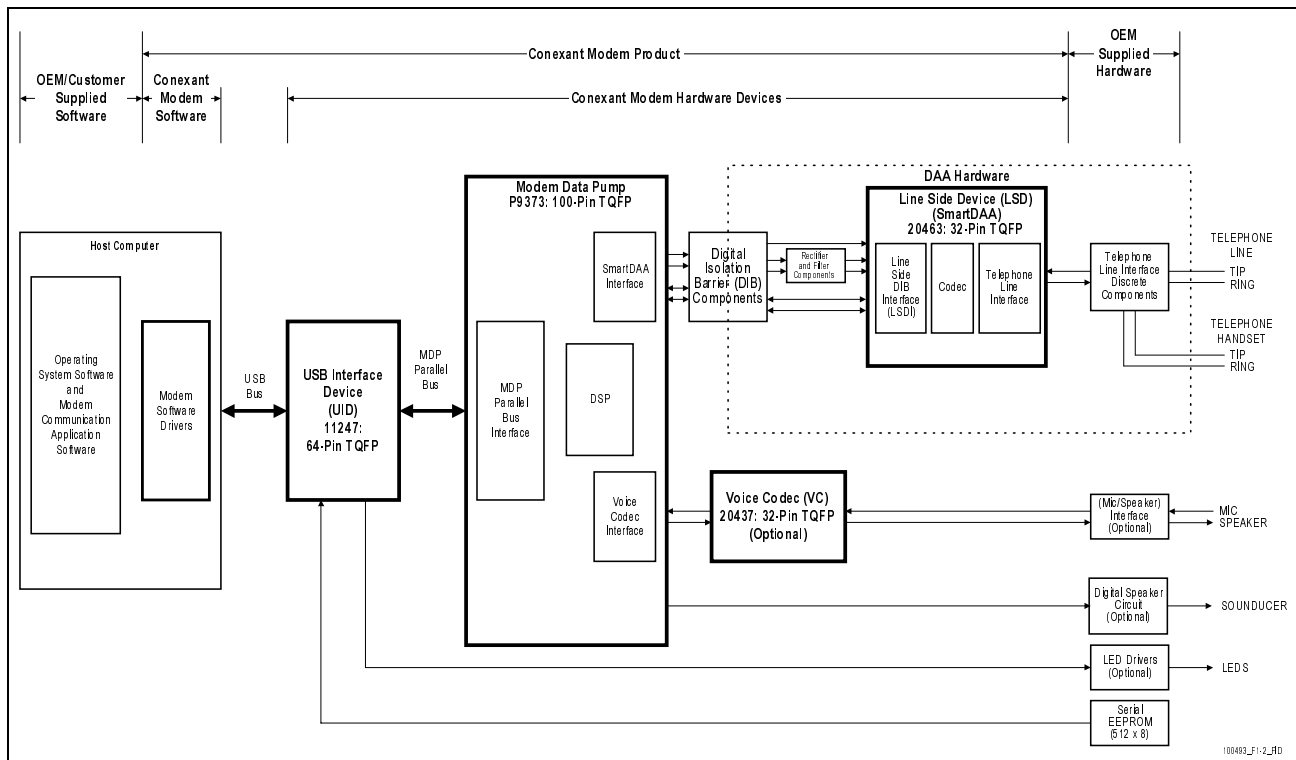 Conexant Modem Product
OEM
Supplied
Hardware
OEM/Customer
Supplied
Software
Conexant
Modem
Software
Conexant Modem Hardware Devices
Host Computer
Operating
System Software
and
Modem
Communication
Application
Software
Modem
Software
Drivers
USB
Bus
USB Interface
Device
(UID)
11247:
64-Pin TQFP
MDP
Parallel
Bus
Modem Data Pump
P9373: 100-Pin TQFP
SmartDAA
Interface
MDP
Parallel
Bus
Interface
DSP
Voice
Codec
Interface
Digital
Isolation
Barrier (DIB)
Components
Rectifier
and Filter
Components
DAA Hardware
Line Side Device (LSD)
(SmartDAA)
20463: 32-Pin TQFP
Line
Side
DIB
Interface
(LSDI)
Codec
Telephone
Line
Interface
Telephone
Line Interface
Discrete
Components
TELEPHONE
LINE
TIP
RING
TELEPHONE
HANDSET
TIP
RING
Voice Codec (VC)
20437: 32-Pin TQFP
(Optional)
(Mic/Speaker)
Interface
(Optional)
MIC
SPEAKER
Digital Speaker
Circuit
(Optional)
SOUNDUCER
LED Drivers
(Optional)
LEDS
Serial
EEPROM
(512 x 8)
100493_F1-2_RID